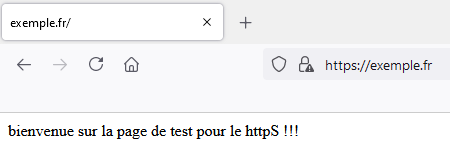 exemple.fr/
https://exemple.fr
bienvenue sur la page de test pour le httpS !!!